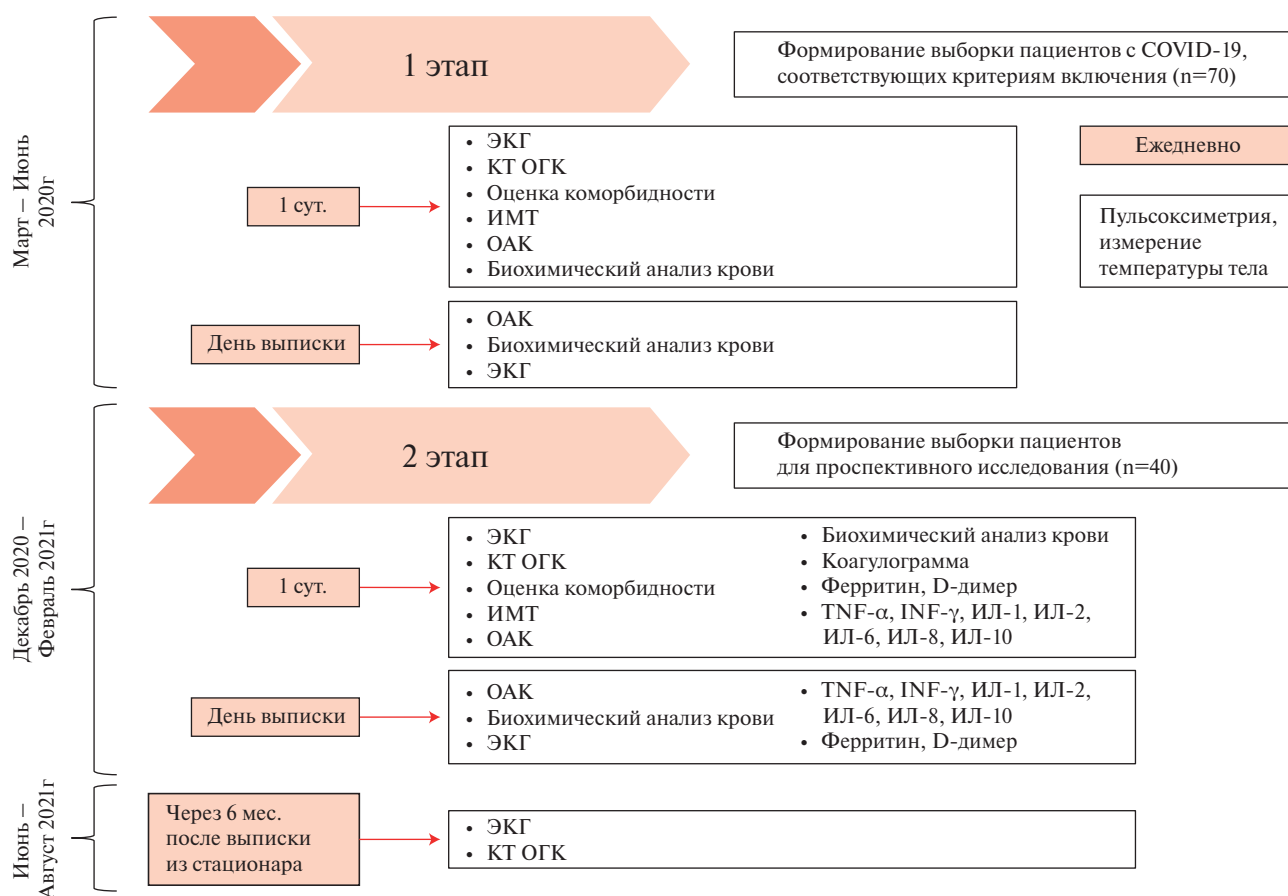 Март – Июнь
2020г
1 этап
Формирование выборки пациентов с COVID-19,
соответствующих критериям включения (n=70)
1 сут.
• ЭКГ
• КТ ОГК
• Оценка коморбидности
• ИМТ
• ОАК
• Биохимический анализ крови
Ежедневно
Пульсоксиметрия,
измерение
температуры тела
День выписки
• ОАК
• Биохимический анализ крови
• ЭКГ
Декабрь 2020 –
Февраль 2021г
2 этап
Формирование выборки пациентов
для проспективного исследования (n=40)
1 сут.
• ЭКГ
• КТ ОГК
• Оценка коморбидности
• ИМТ
• ОАК
• Биохимический анализ крови
• Коагулограмма
• Ферритин, D-димер
• TNF-α, INF-γ, ИЛ-1, ИЛ-2,
ИЛ-6, ИЛ-8, ИЛ-10
День выписки
• ОАК
• Биохимический анализ крови
• ЭКГ
• TNF-α, INF-γ, ИЛ-1, ИЛ-2,
ИЛ-6, ИЛ-8, ИЛ-10
• Ферритин, D-димер
Июнь –
Август 2021г
Через 6 мес.
после выписки
из стационара
• ЭКГ
• КТ ОГК